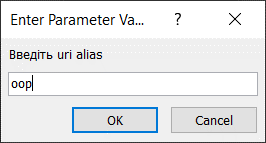 Enter Parameter Va...
?
Введіть uri alias
oop
OK
Cancel